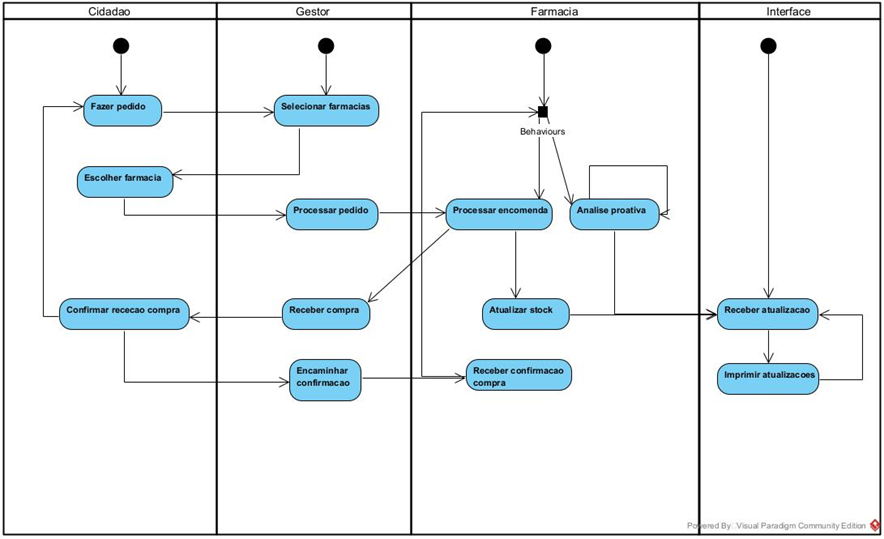 Cidadao
Gestor
Farmacia
Interface
Fazer pedido
Selecionar farmacias
Behaviours
Escolher farmacia
Processar pedido
Processar encomenda
Analise proativa
Confirmar rececao compra
Receber compra
Atualizar stock
Receber atualizacao
Encaminhar
confirmacao
Receber confirmacao
compra
Imprimir atualizacoes
Powered By Visual Paradigm Community Edition